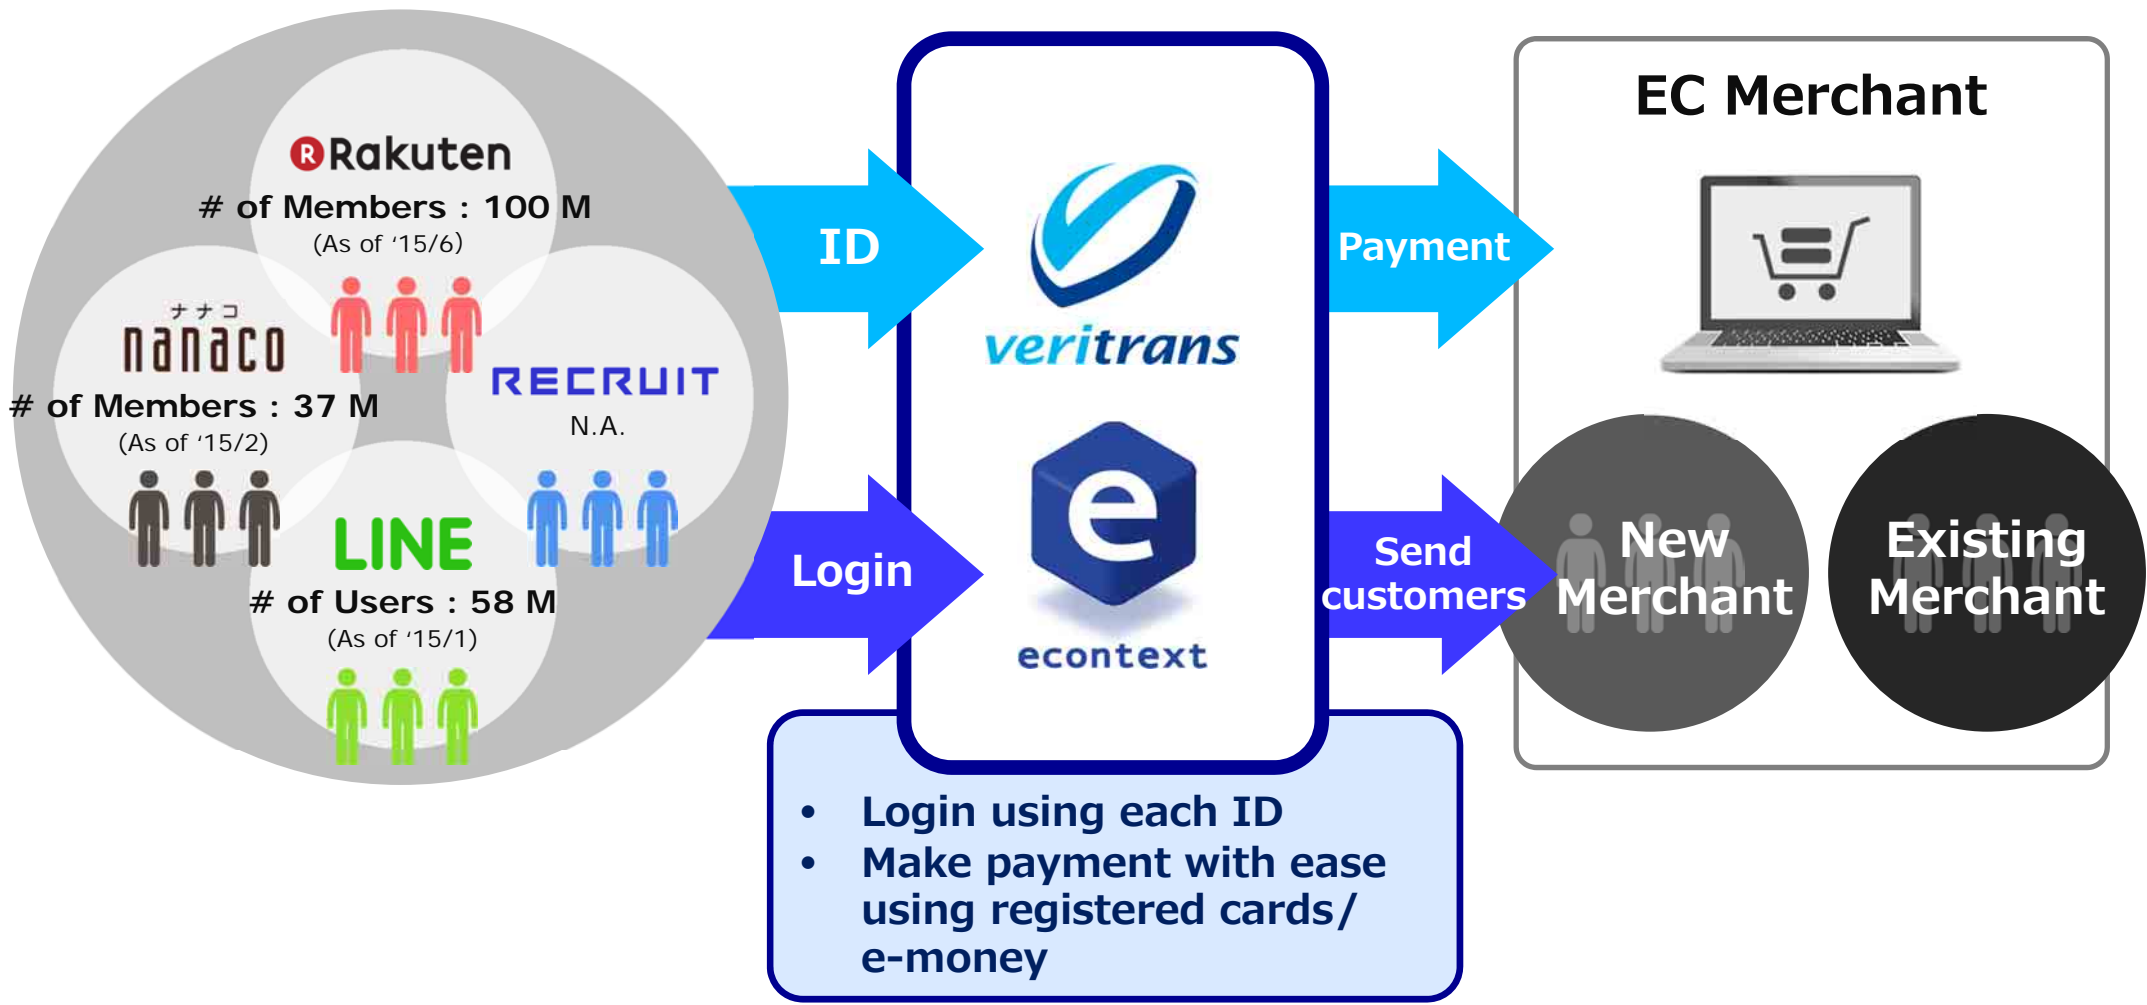 Rakuten
# of Members : 100 M
(As of ‘15/6)
ナナコ
nanaco
# of Members : 37 M
(As of ‘15/2)
RECRUIT
N.A.
LINE
# of Users : 58 M
(As of ‘15/1)
ID
Login
veritrans
e
econtext
• Login using each ID
• Make payment with ease
using registered cards/
e-money
Payment
Send
customers
EC Merchant
New
Merchant
Existing
Merchant